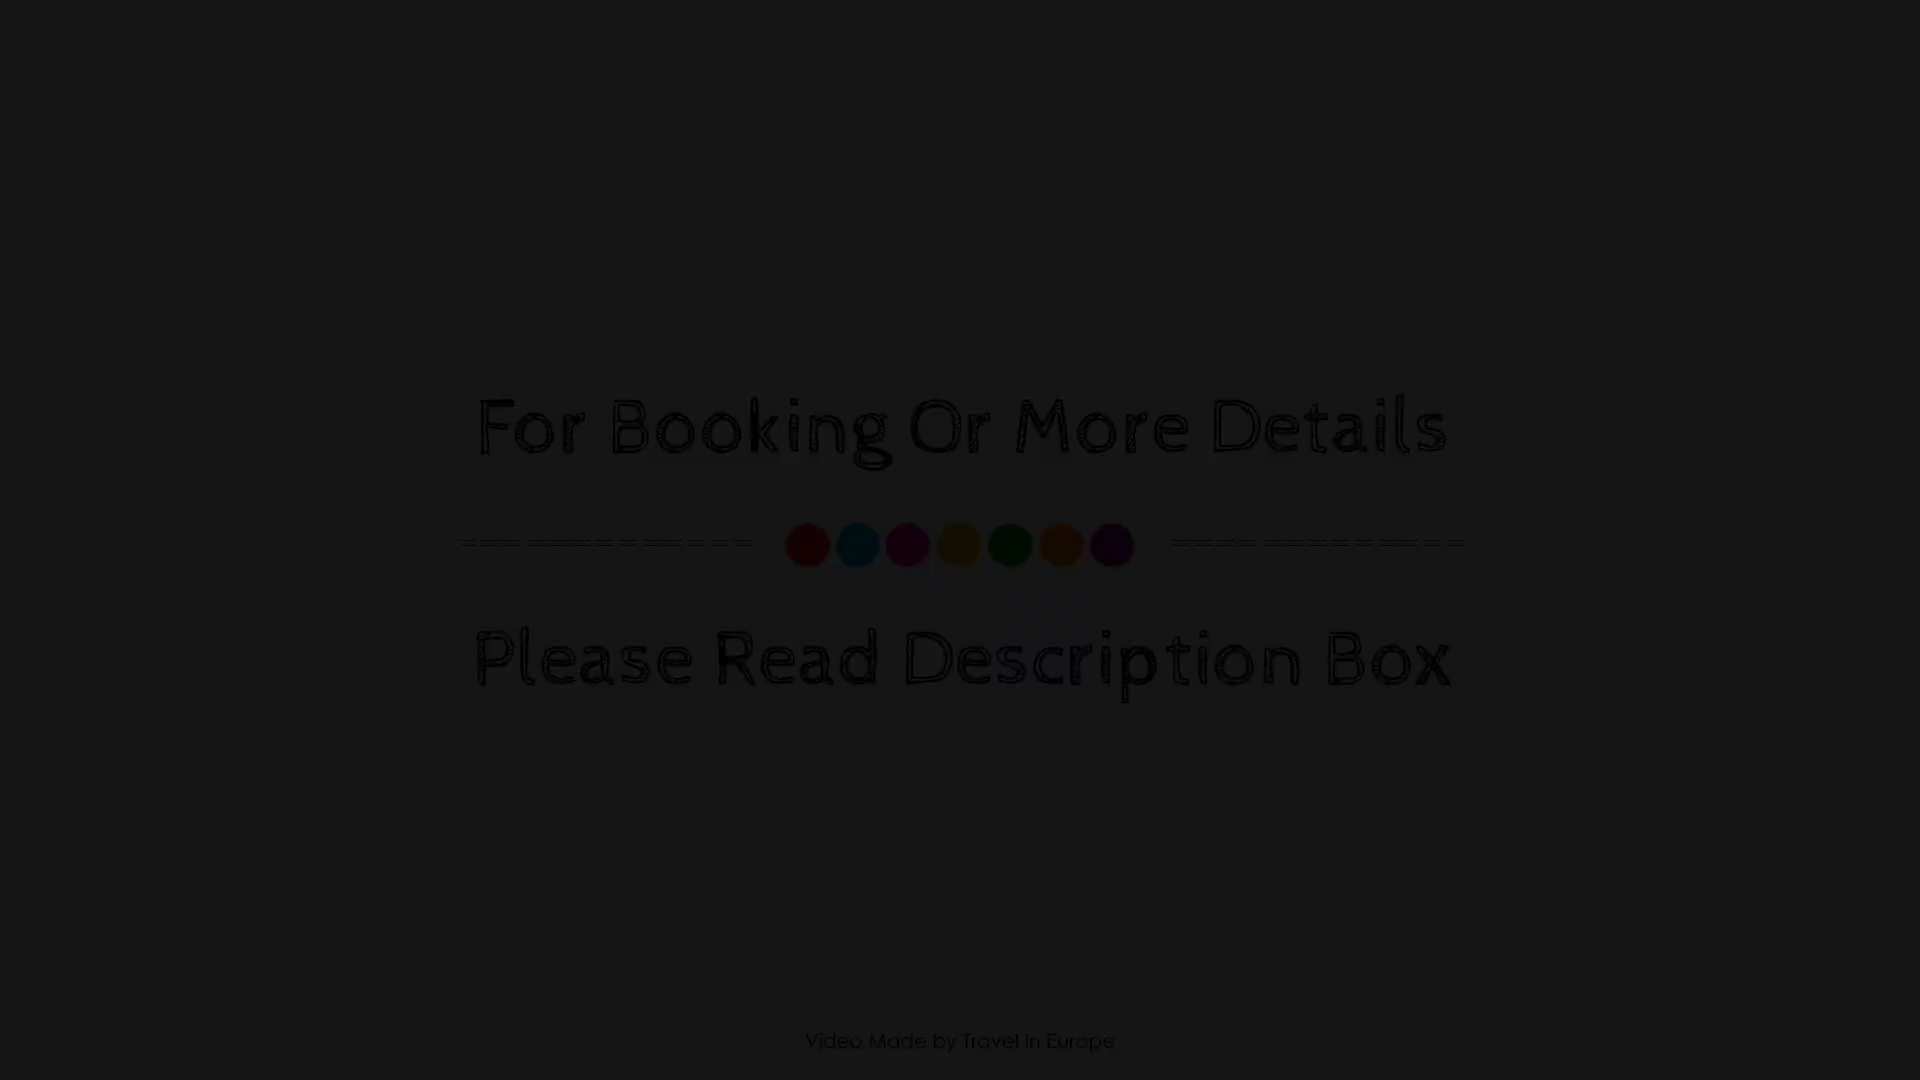 For Booking Or More Details
============= =============
Please Read Description Box
Video Made by Travel In Europe